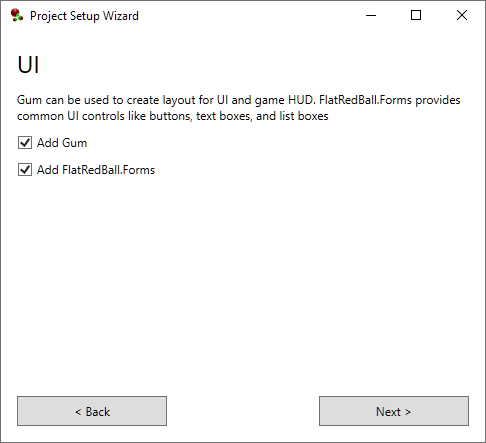 Project Setup Wizard
UI
Gum can be used to create layout for UI and game HUD. FlatRedBall.Forms provides
common UI controls like buttons, text boxes, and list boxes
Add Gum
Add FlatRedBall.Forms
< Back
Next >